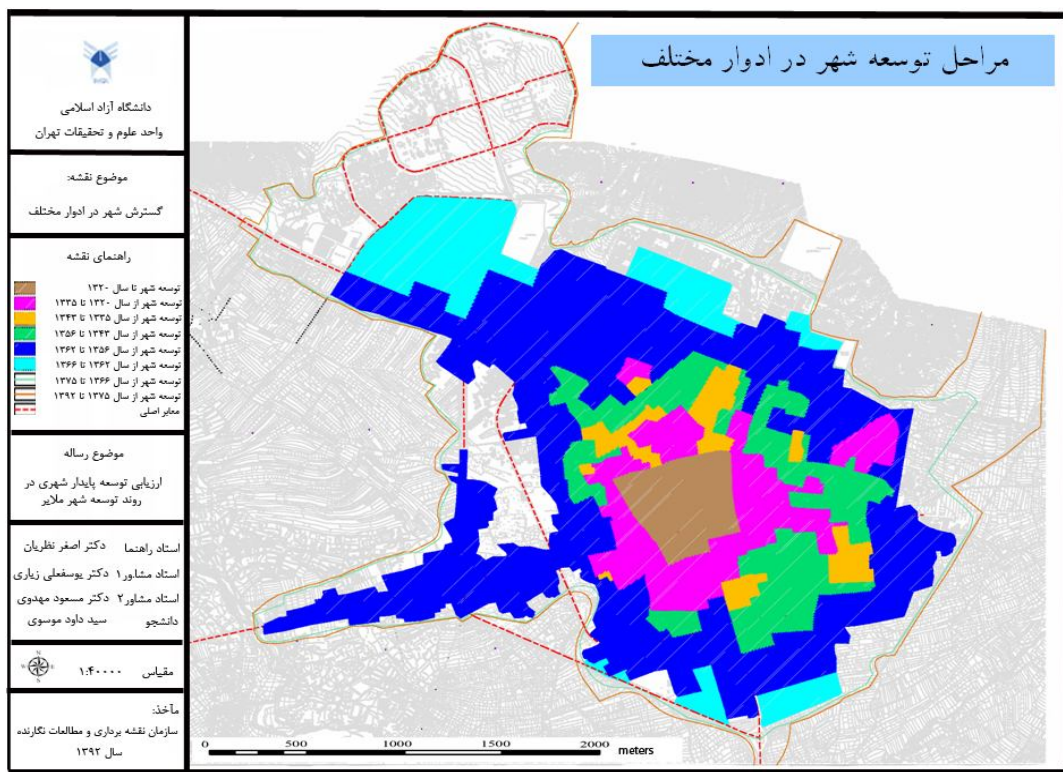 مراحل توسعه شهر در ادوار مختلف
دانشگاه آزاد اسلامی
واحد علوم و تحقیقات تهران
موضوع نقشه:
گسترش شهر در ادوار مختلف
راهنمای نقشه
توسعه شهر تا سال ۱۳۲۰
توسعه شهر از سال ۱۳۲۰ تا ۱۳۳۵
توسعه شهر از سال ۱۳۳۵ تا ۱۳۴۳
توسعه شهر از سال ۱۳۴۳ تا ۱۳۵۶
توسعه شهر از سال ۱۳۵۶ تا ۱۳۶۲
توسعه شهر از سال ۱۳۶۲ تا ۱۳۶۶
توسعه شهر از سال ۱۳۶۶ تا ۱۳۷۵
توسعه شهر از سال ۱۳۷۵ تا ۱۳۹۲
معابر اصلی
موضوع رساله
ارزیابی توسعه پایدار شهری در
روند توسعه شهر ملایر
استاد راهنما دکتر اصغر نظریان
استاد مشاور۱ دکتر یوسفعلی زیاری
استاد مشاور۲ دکتر مسعود مهدوی
دانشجو سید داود موسوی
مقیاس ۱:۴۰۰۰۰
مآخذ:
سازمان نقشه برداری و مطالعات نگارنده
سال ۱۳۹۲
0 500 1000 1500 2000 meters